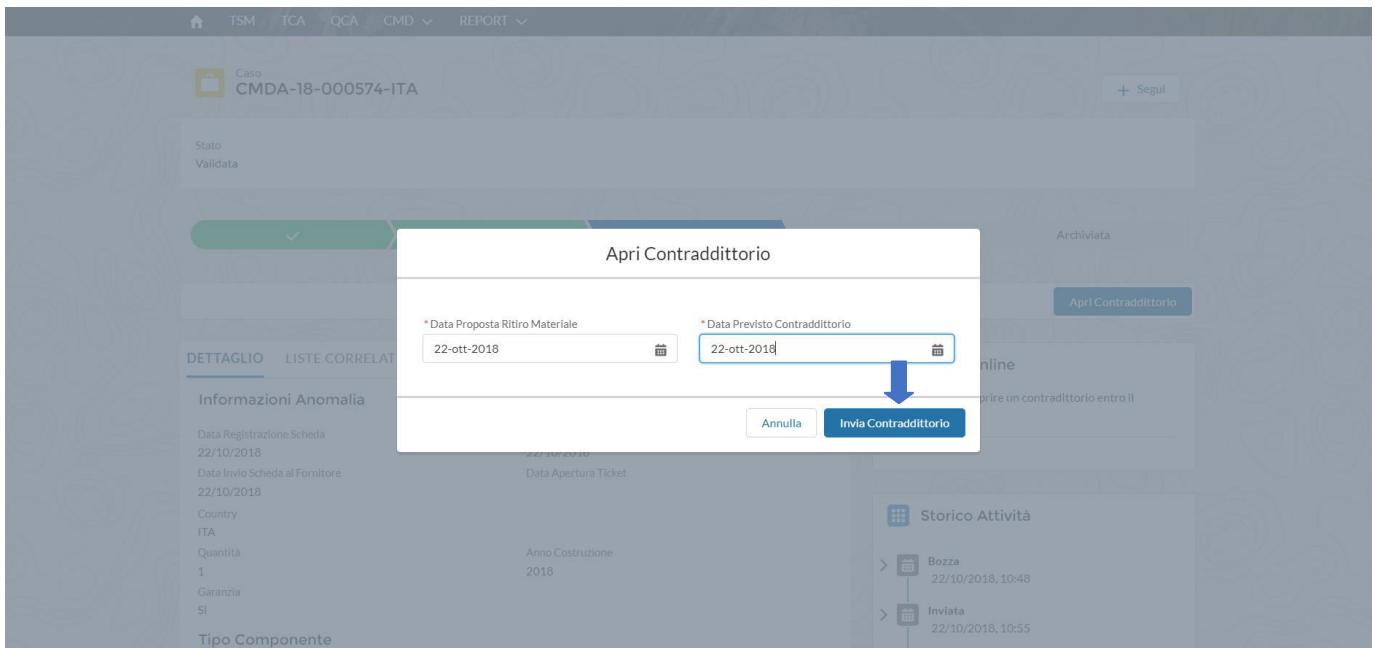 TSM TCA QCA CMD REPORT
Caso
CMDA-18-000574-ITA
+ Segui
Stato
Validata
Archiviata
Apri Contraddittorio
Apri Contraddittorio
* Data Proposta Ritiro Materiale
22-ott-2018
* Data Previsto Contraddittorio
22-ott-2018
Annulla
Invia Contraddittorio
DETTAGLIO LISTE CORRELAT
Informazioni Anomalia
Data Registrazione Scheda
22/10/2018
22/10/2018
Data Invio Scheda al Fornitore
22/10/2018
Data Apertura Ticket
Country
ITA
Quantità
1
Anno Costruzione
2018
Garanzia
SI
Tipo Componente
nline
prire un contradittorio entro il
Storico Attività
Bozza
22/10/2018, 10:48
Inviata
22/10/2018, 10:55